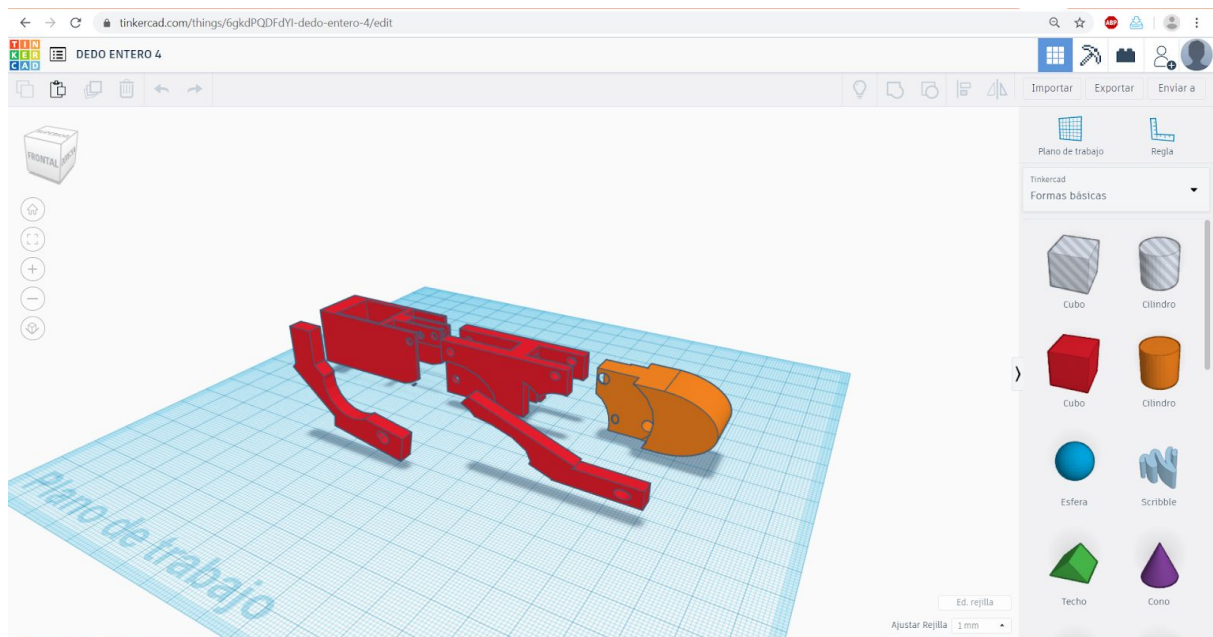 tinkercad.com/things/6gkdPQDFdYI-dedo-entero-4/edit
ABP
TIN
KER
CAD
DEDO ENTERO 4
Importar Exportar Enviar a
SUPERIOR
FRONTAL
Plano de trabajo Regla
Tinkercad
Formas básicas
Cubo Cilindro
Cubo Cilindro
Esfera Scribble
Techo Cono
plano de trabajo
Ed. rejilla
Ajustar Rejilla 1 mm